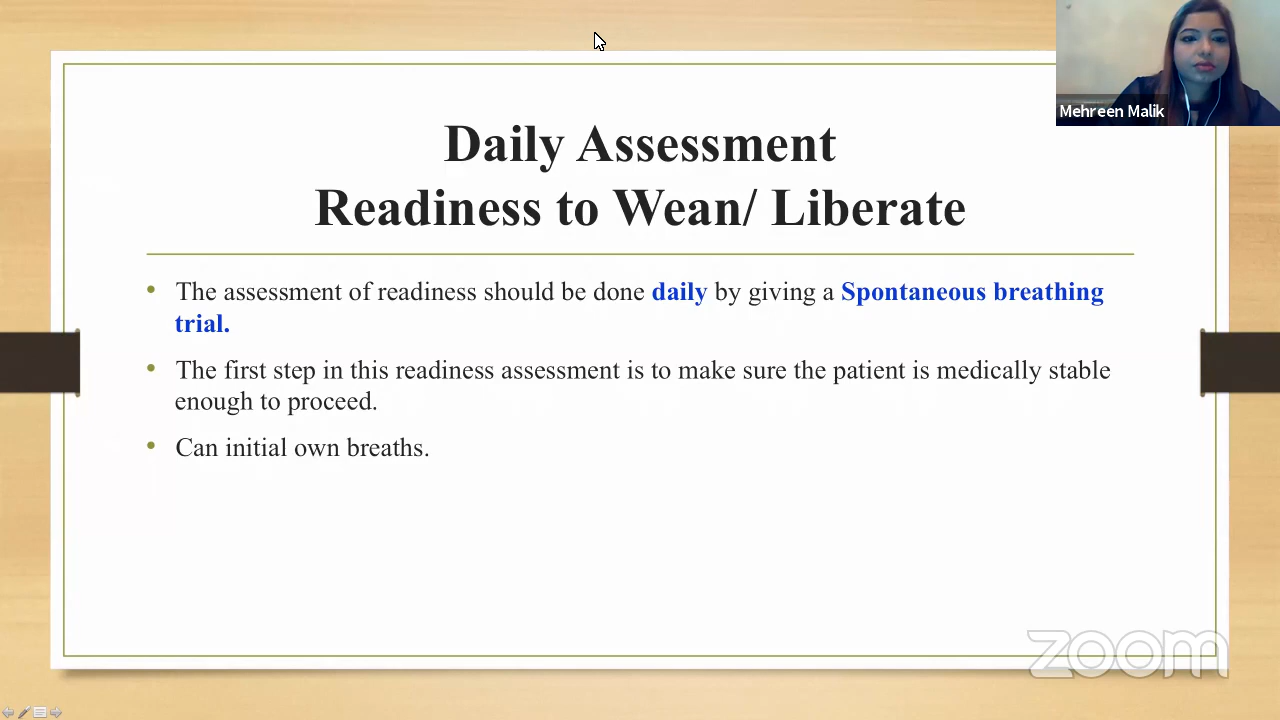 Mehreen Malik
Daily Assessment
Readiness to Wean/ Liberate
• The assessment of readiness should be done daily by giving a Spontaneous breathing
trial.
• The first step in this readiness assessment is to make sure the patient is medically stable
enough to proceed.
• Can initial own breaths.
zoom